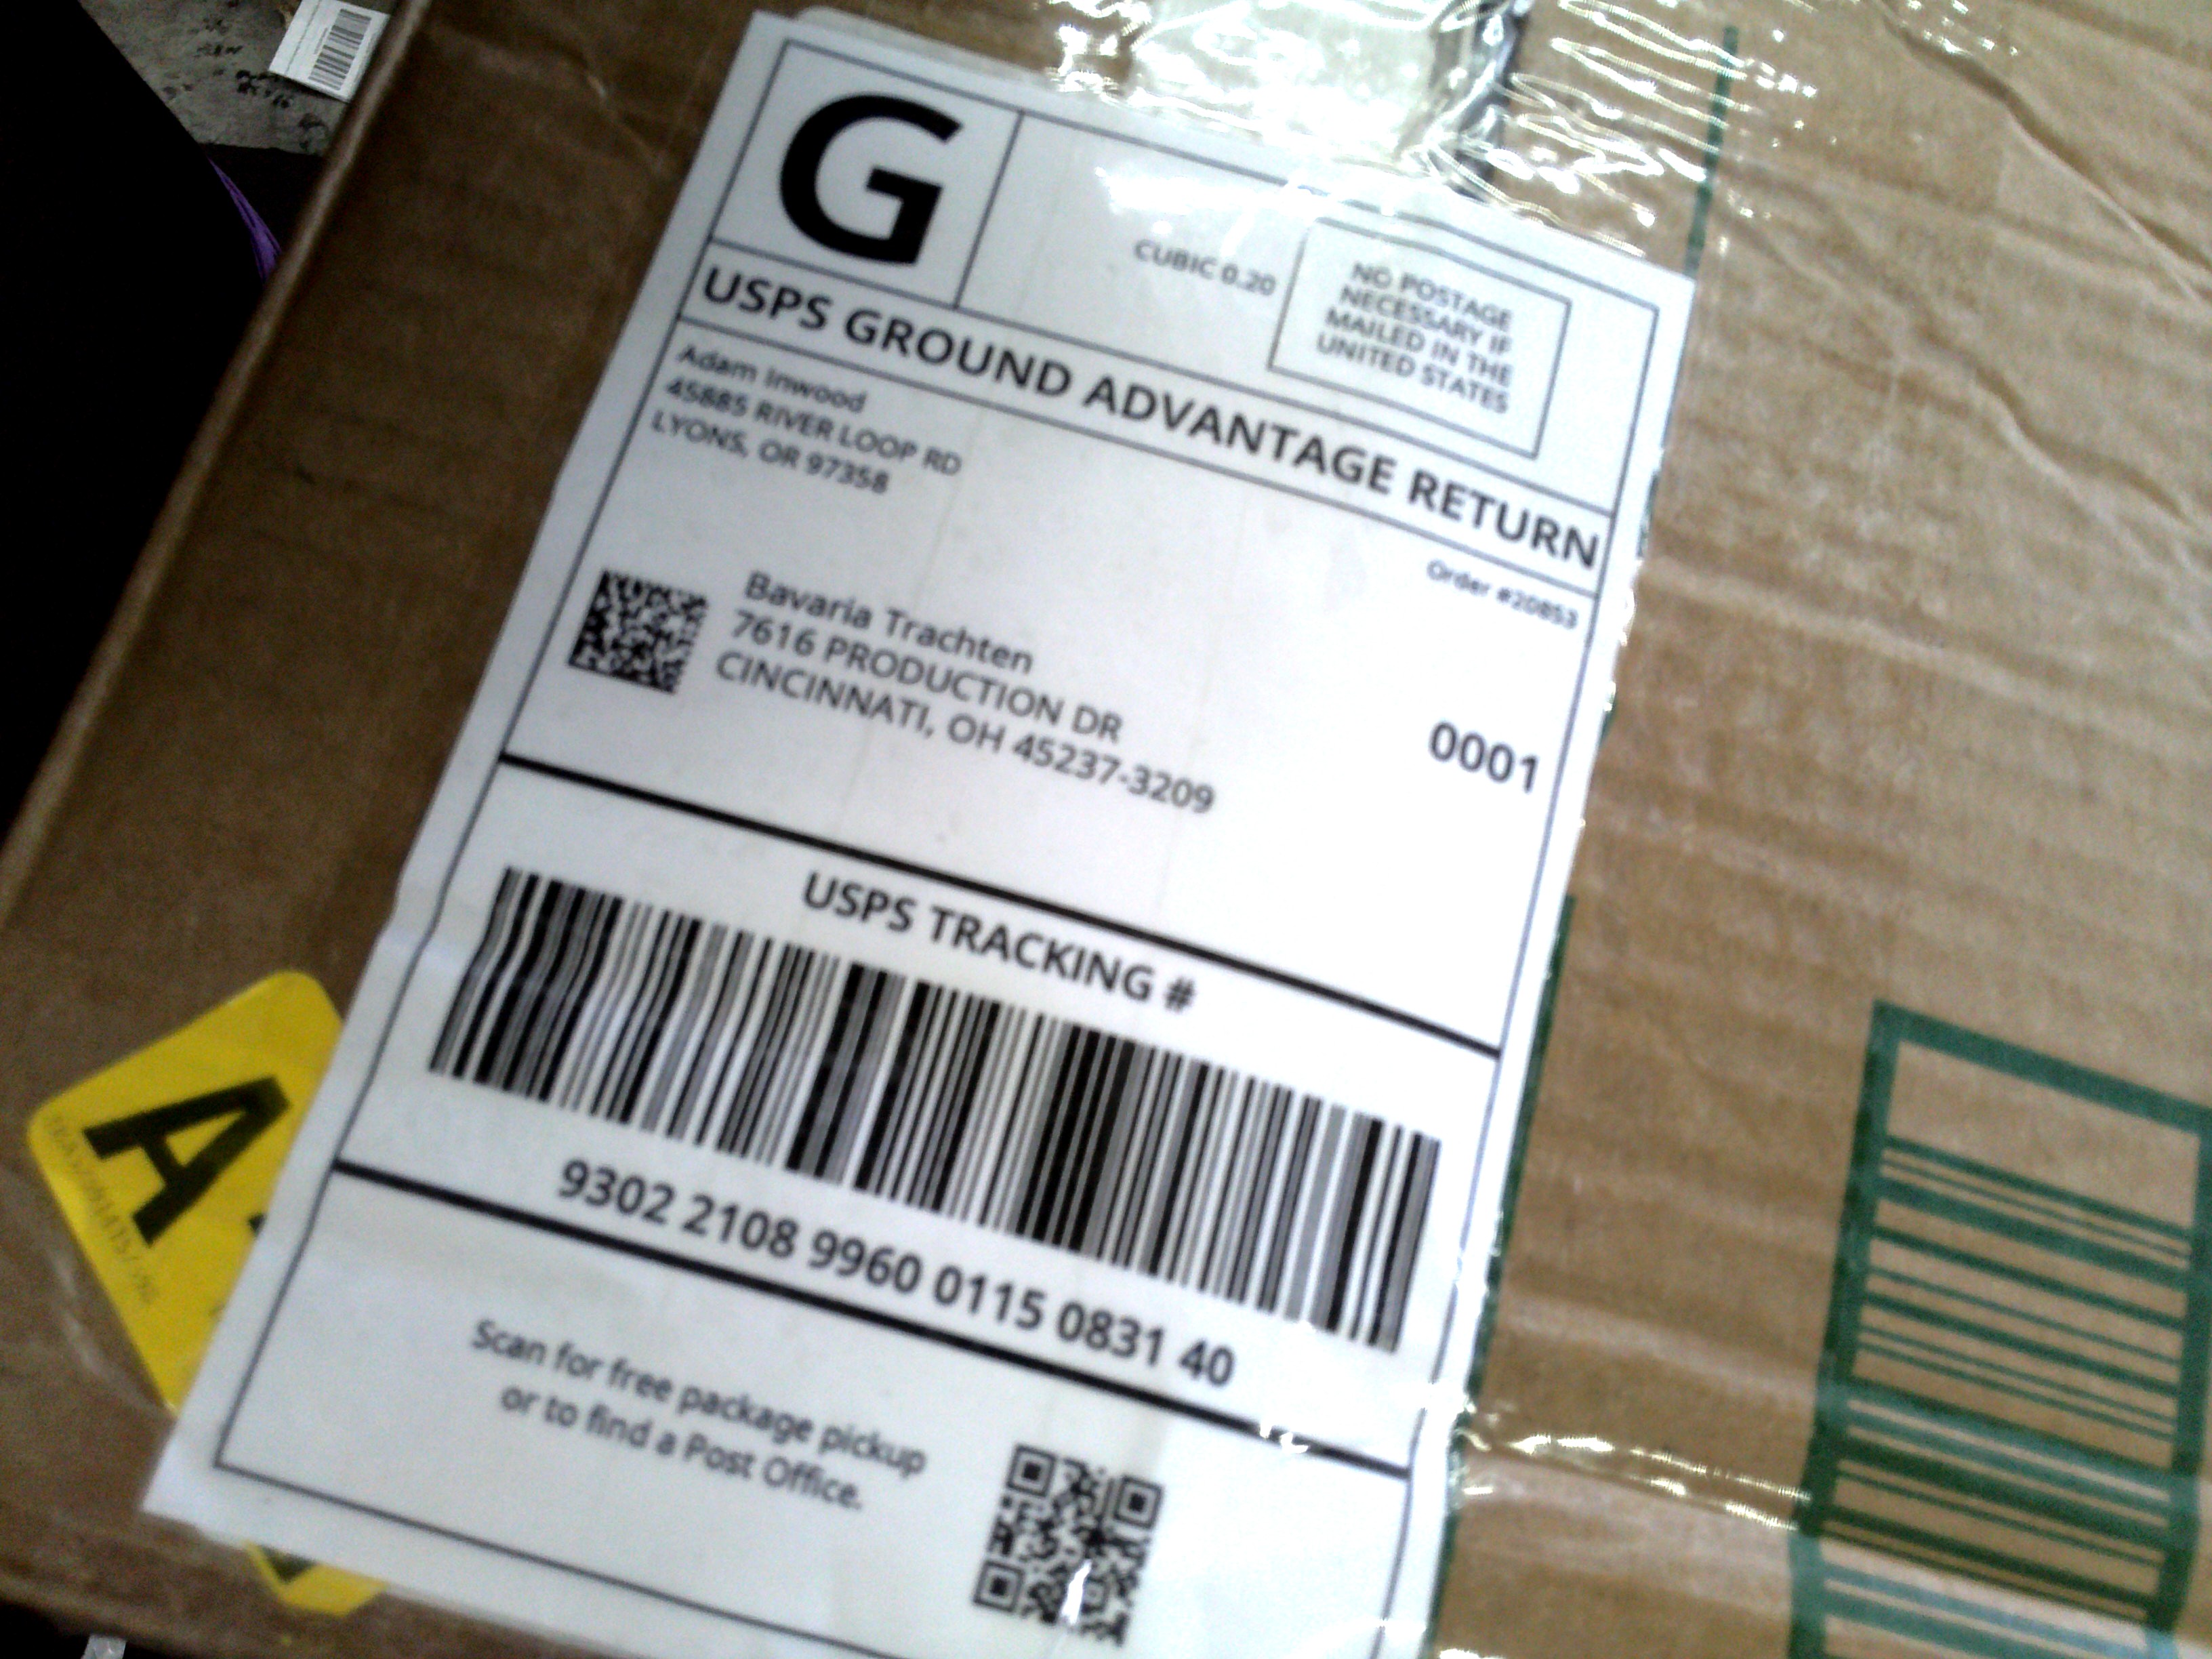 G
CUBIC 0.20
NO POSTAGE
NECESSARY IF
MAILED IN THE
UNITED STATES
USPS GROUND ADVANTAGE RETURN
Adam Inwood
45885 RIVER LOOP RD
LYONS, OR 97358
Order #20853
Bavaria Trachten
7616 PRODUCTION DR
CINCINNATI, OH 45237-3209
0001
USPS TRACKING #
9302 2108 9960 0115 0831 40
Scan for free package pickup
or to find a Post Office.
A